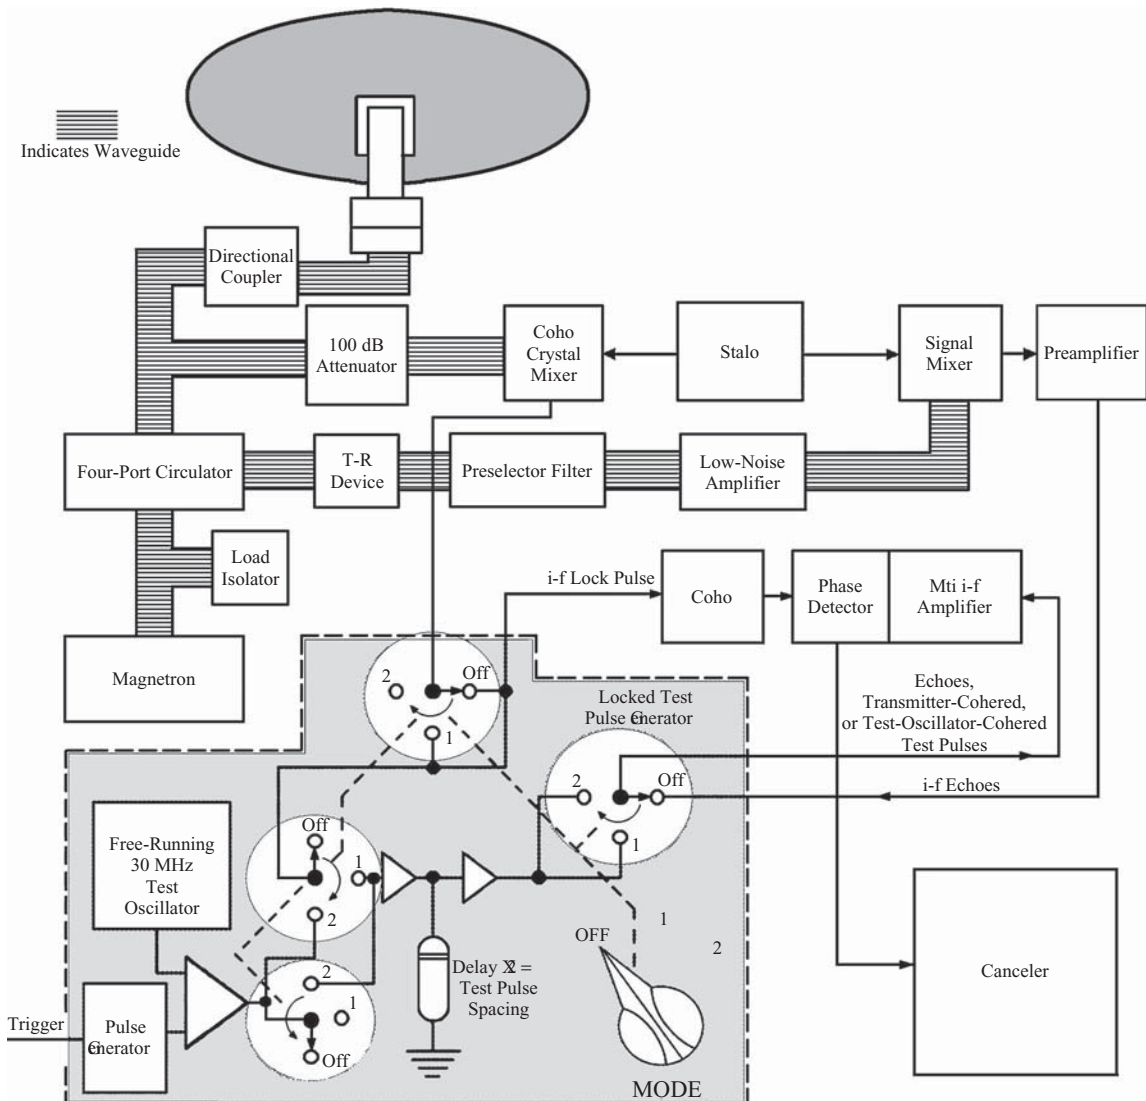 Indicates Waveguide
Directional
Coupler
100 dB
Attenuator
Coho
Crystal
Mixer
Stalo
Signal
Mixer
Preamplifier
Four-Port Circulator
T-R
Device
Preselector Filter
Low-Noise
Amplifier
Load
Isolator
i-f Lock Pulse
Coho
Phase
Detector
Mti i-f
Amplifier
Magnetron
2
Off
1
Locked Test
Pulse Generator
Echoes,
Transmitter-Cohered,
or Test-Oscillator-Cohered
Test Pulses
2
Off
1
i-f Echoes
Free-Running
30 MHz
Test
Oscillator
Off
1
2
1
2
OFF
2
1
Off
Delay X2 =
Test Pulse
Spacing
Canceler
Trigger
Pulse
Generator
MODE